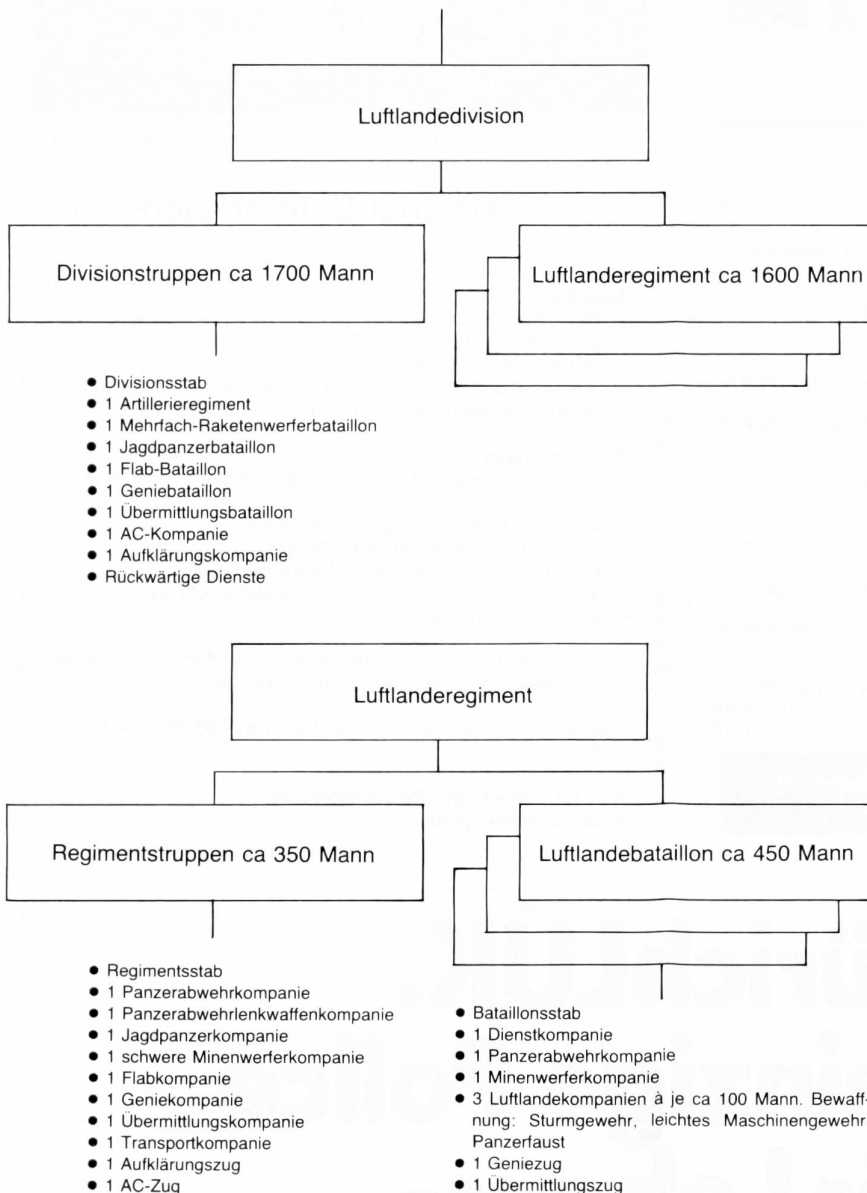 Luftlandedivision
Divisionstruppen ca 1700 Mann
Luftlanderegiment ca 1600 Mann
● Divisionsstab
● 1 Artillerieregiment
● 1 Mehrfach-Raketenwerferbataillon
● 1 Jagdpanzerbataillon
● 1 Flab-Bataillon
● 1 Geniebataillon
● 1 Übermittlungsbataillon
● 1 AC-Kompanie
● 1 Aufklärungskompanie
● Rückwärtige Dienste
Luftlanderegiment
Regimentstruppen ca 350 Mann
Luftlandebataillon ca 450 Mann
● Regimentsstab
● 1 Panzerabwehrkompanie
● 1 Panzerabwehrlenkwaffenkompanie
● 1 Jagdpanzerkompanie
● 1 schwere Minenwerferkompanie
● 1 Flabkompanie
● 1 Geniekompanie
● 1 Übermittlungskompanie
● 1 Transportkompanie
● 1 Aufklärungszug
● 1 AC-Zug
● Bataillonsstab
● 1 Dienstkompanie
● 1 Panzerabwehrkompanie
● 1 Minenwerferkompanie
● 3 Luftlandekompanien à je ca 100 Mann. Bewaff-
nung: Sturmgewehr, leichtes Maschinengewehr
Panzerfaust
● 1 Geniezug
● 1 Übermittlungszug